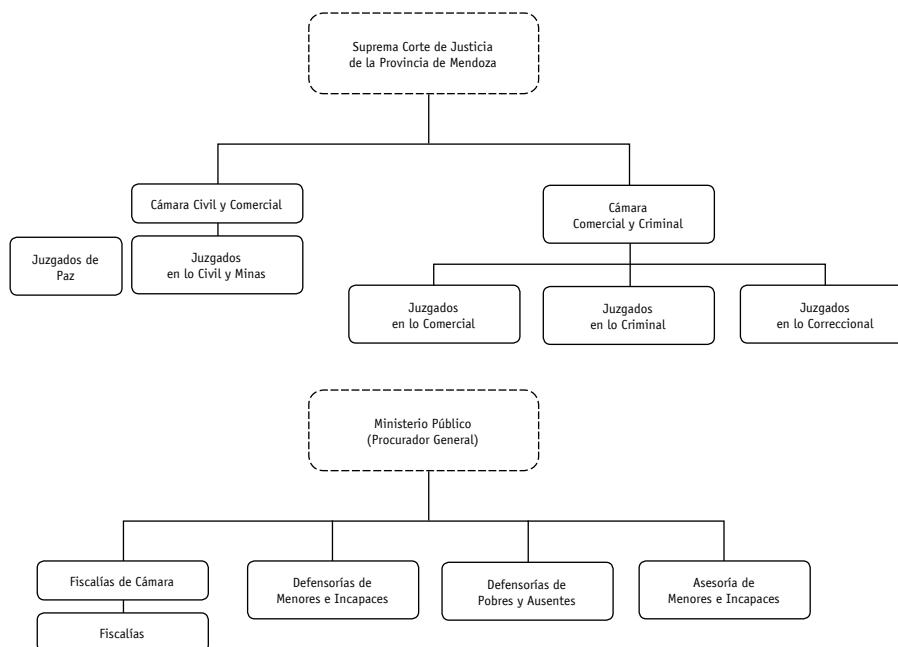 Suprema Corte de Justicia
de la Provincia de Mendoza
Cámara Civil y Comercial
Cámara
Comercial y Criminal
Juzgados de
Paz
Juzgados
en lo Civil y Minas
Juzgados
en lo Comercial
Juzgados
en lo Criminal
Juzgados
en lo Correccional
Ministerio Público
(Procurador General)
Fiscalías de Cámara
Defensorías de
Menores e Incapaces
Defensorías de
Pobres y Ausentes
Asesoría de
Menores e Incapaces
Fiscalías